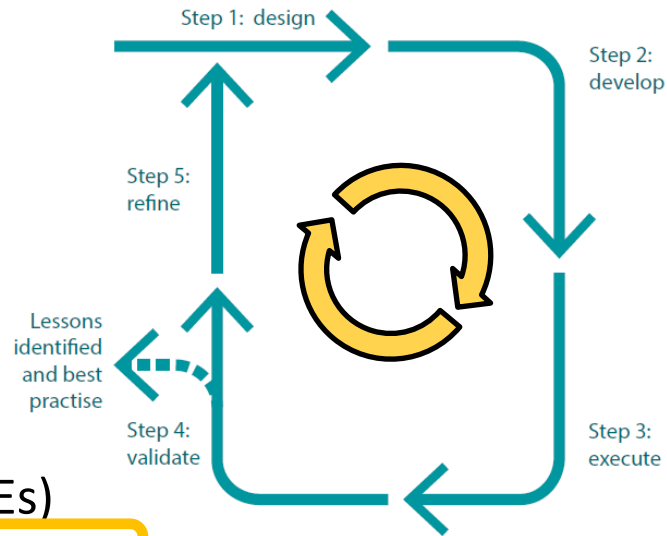 Step 1: design
Step 2:
develop
Step 5:
refine
Lessons
identified
and best
practise
Step 4:
validate
Step 3:
execute
Es)